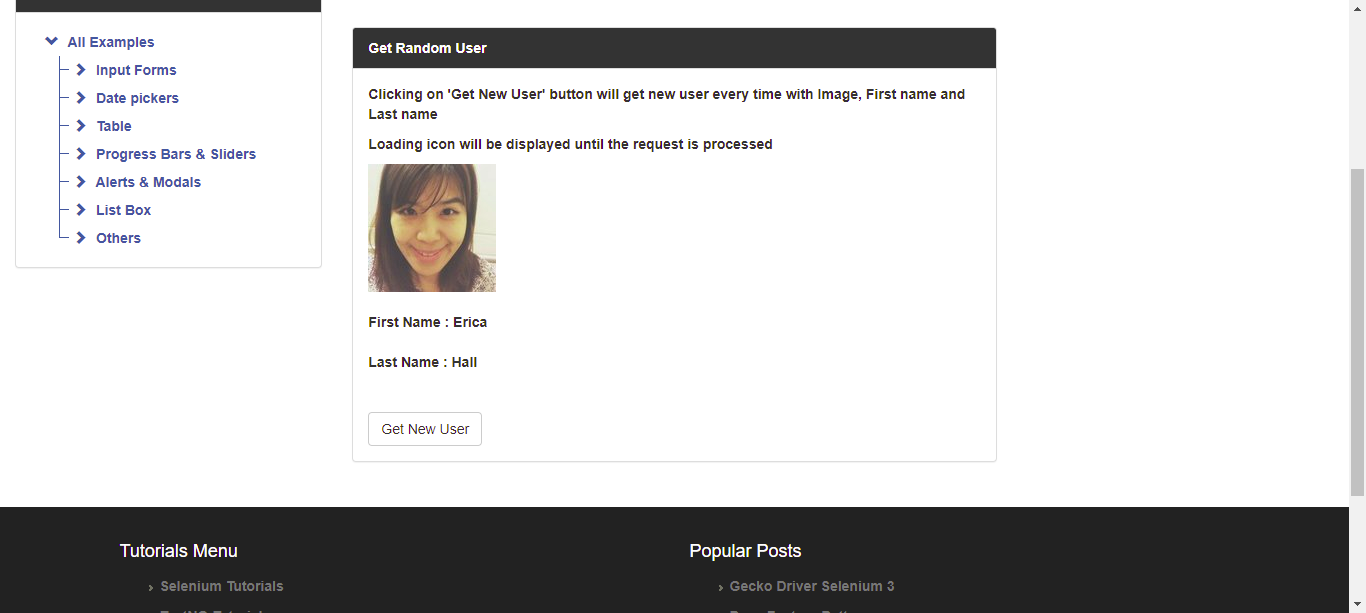 All Examples
Input Forms
Date pickers
Table
Progress Bars & Sliders
Alerts & Modals
List Box
Others
Get Random User
Clicking on 'Get New User' button will get new user every time with Image, First name and
Last name
Loading icon will be displayed until the request is processed
First Name : Erica
Last Name : Hall
Get New User
Tutorials Menu
Selenium Tutorials
Popular Posts
Gecko Driver Selenium 3